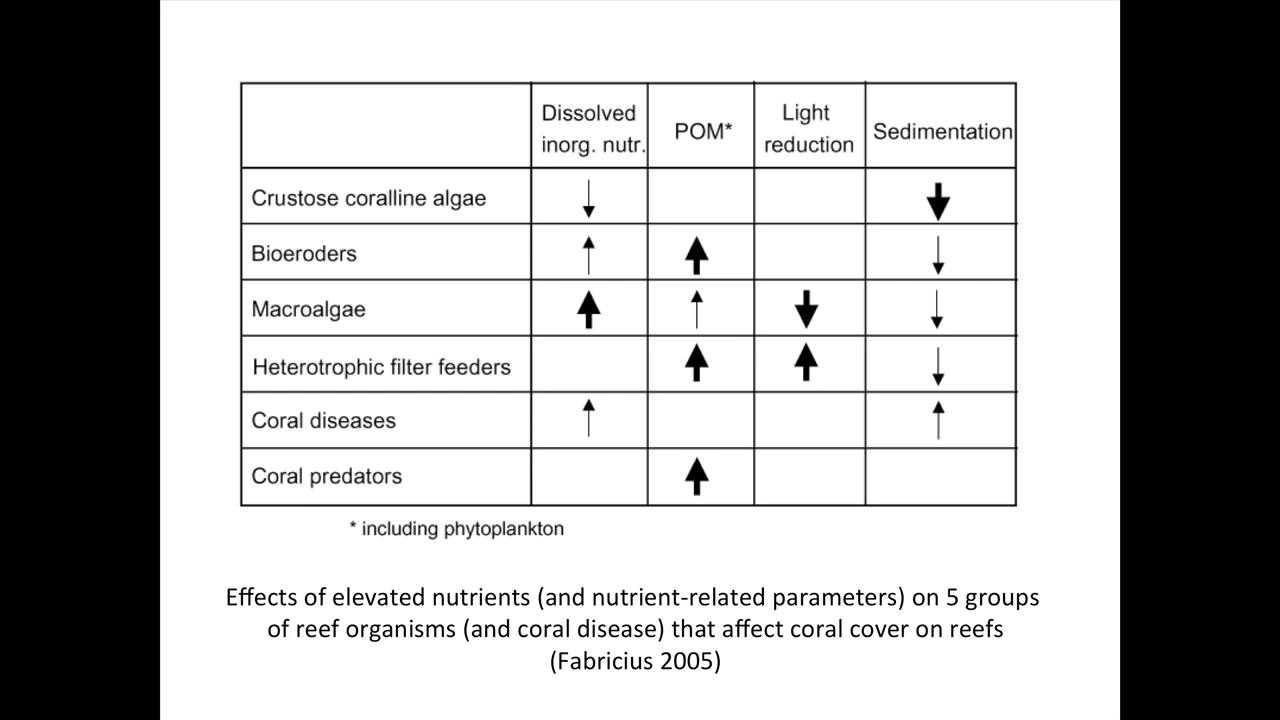 Dissolved
inorg. nutr.
POM*
Light
reduction
Sedimentation
Crustose coralline algae
Bioeroders
Macroalgae
Heterotrophic filter feeders
Coral diseases
Coral predators
* including phytoplankton
Effects of elevated nutrients (and nutrient-related parameters) on 5 groups
of reef organisms (and coral disease) that affect coral cover on reefs
(Fabricius 2005)